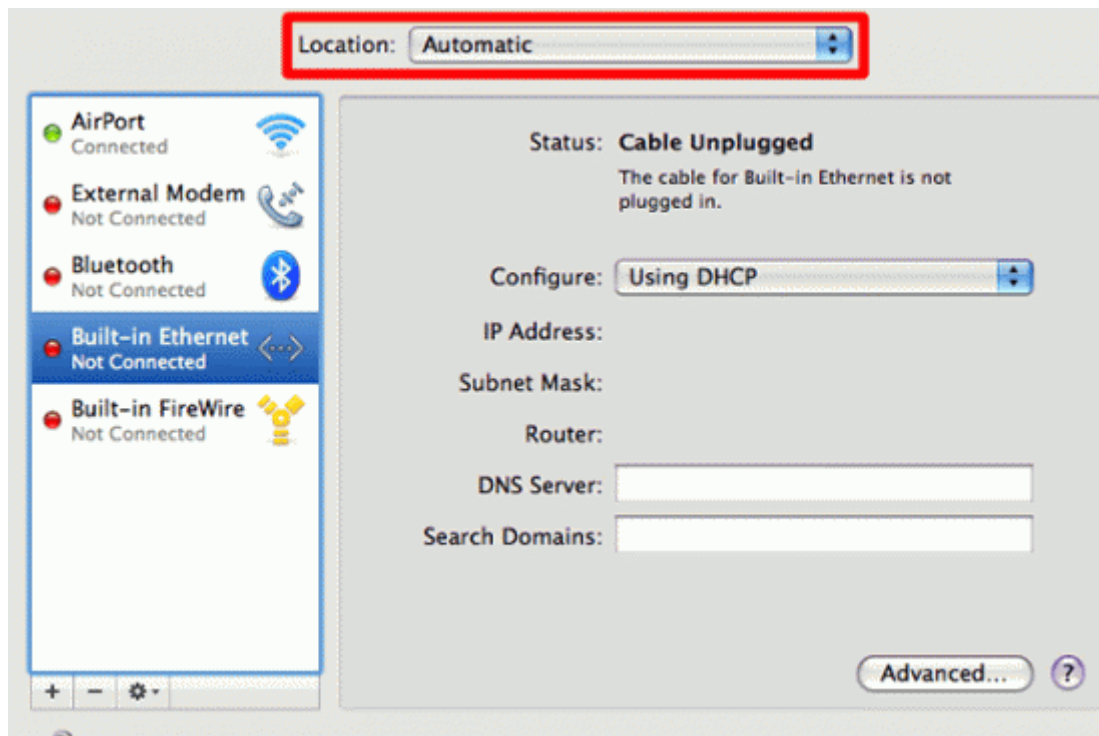 Location: Automatic
AirPort
Connected
External Modem
Not Connected
Bluetooth
Not Connected
Built-in Ethernet
Not Connected
Built-in FireWire
Not Connected
Status: Cable Unplugged
The cable for Built-in Ethernet is not
plugged in.
Configure: Using DHCP
IP Address:
Subnet Mask:
Router:
DNS Server:
Search Domains:
Advanced... ?